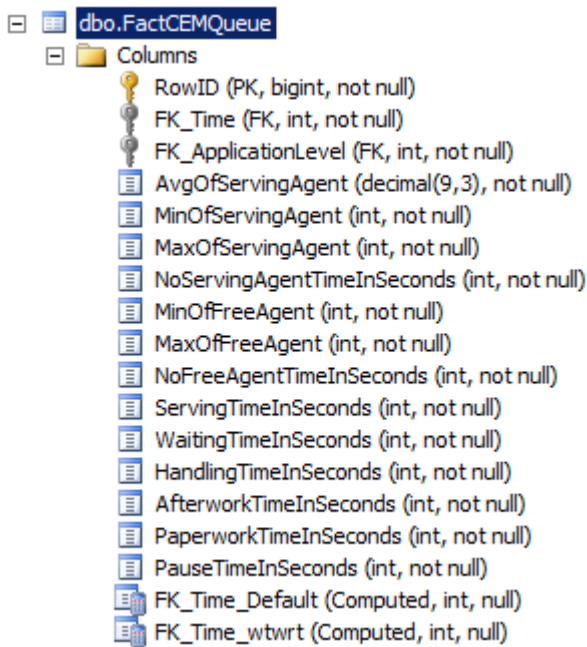 dbo.FactCEMQueue
Columns
RowID (PK, bigint, not null)
FK_Time (FK, int, not null)
FK_ApplicationLevel (FK, int, not null)
AvgOfServingAgent (decimal(9,3), not null)
MinOfServingAgent (int, not null)
MaxOfServingAgent (int, not null)
NoServingAgentTimeInSeconds (int, not null)
MinOfFreeAgent (int, not null)
MaxOfFreeAgent (int, not null)
NoFreeAgentTimeInSeconds (int, not null)
ServingTimeInSeconds (int, not null)
WaitingTimeInSeconds (int, not null)
HandlingTimeInSeconds (int, not null)
AfterworkTimeInSeconds (int, not null)
PaperworkTimeInSeconds (int, not null)
PauseTimeInSeconds (int, not null)
FK_Time_Default (Computed, int, null)
FK_Time_wtwrt (Computed, int, null)